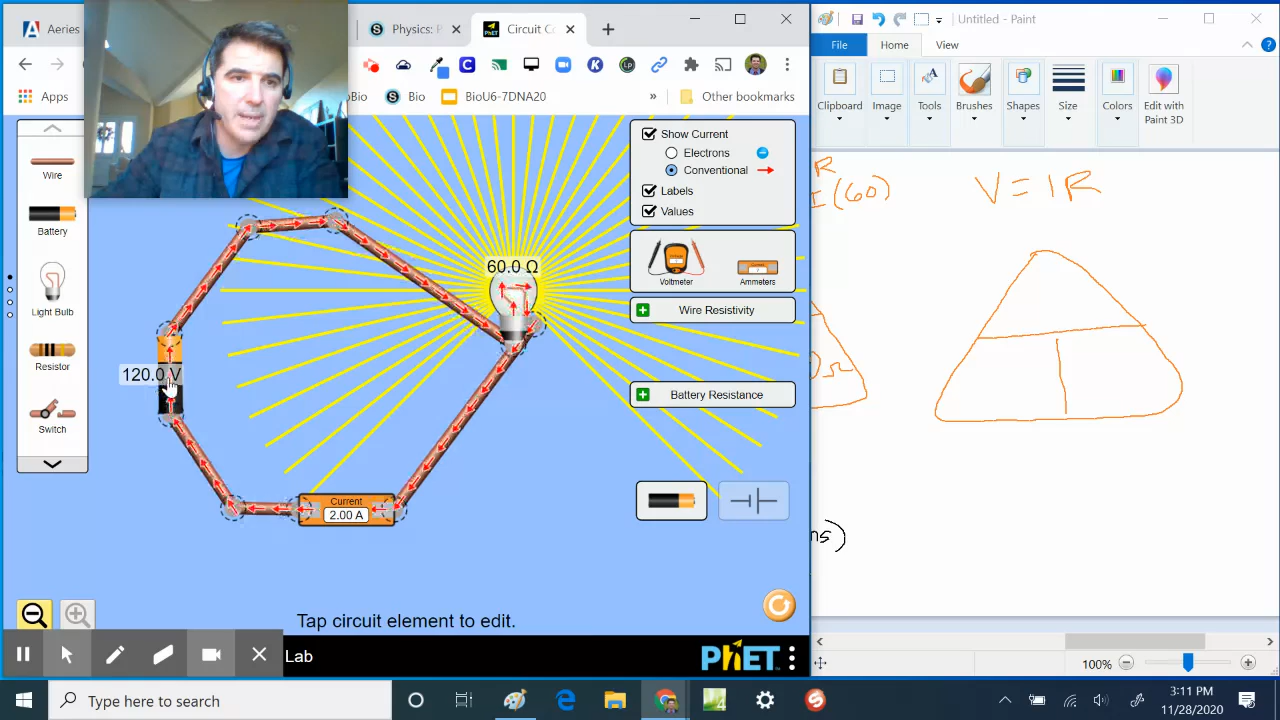 Aeries
Physics: P
Circuit C
Apps
Bio
Bio
BioU6-7DNA20
»
Other bookmarks
Wire
Battery
Light Bulb
Resistor
Switch
120.0 V
60.0 Ω
Current
2.00 A
Show Current
Electrons
Conventional
Labels
Values
Voltmeter
Ammeters
Wire Resistivity
Battery Resistance
Tap circuit element to edit.
Lab
PhET
Untitled - Paint
File
Home
View
Clipboard
Image
Tools
Brushes
Shapes
Size
Colors
Edit with
Paint 3D
R
I(60)
V = IR
Ω
ns)
100%
Type here to search
3:11 PM
11/28/2020